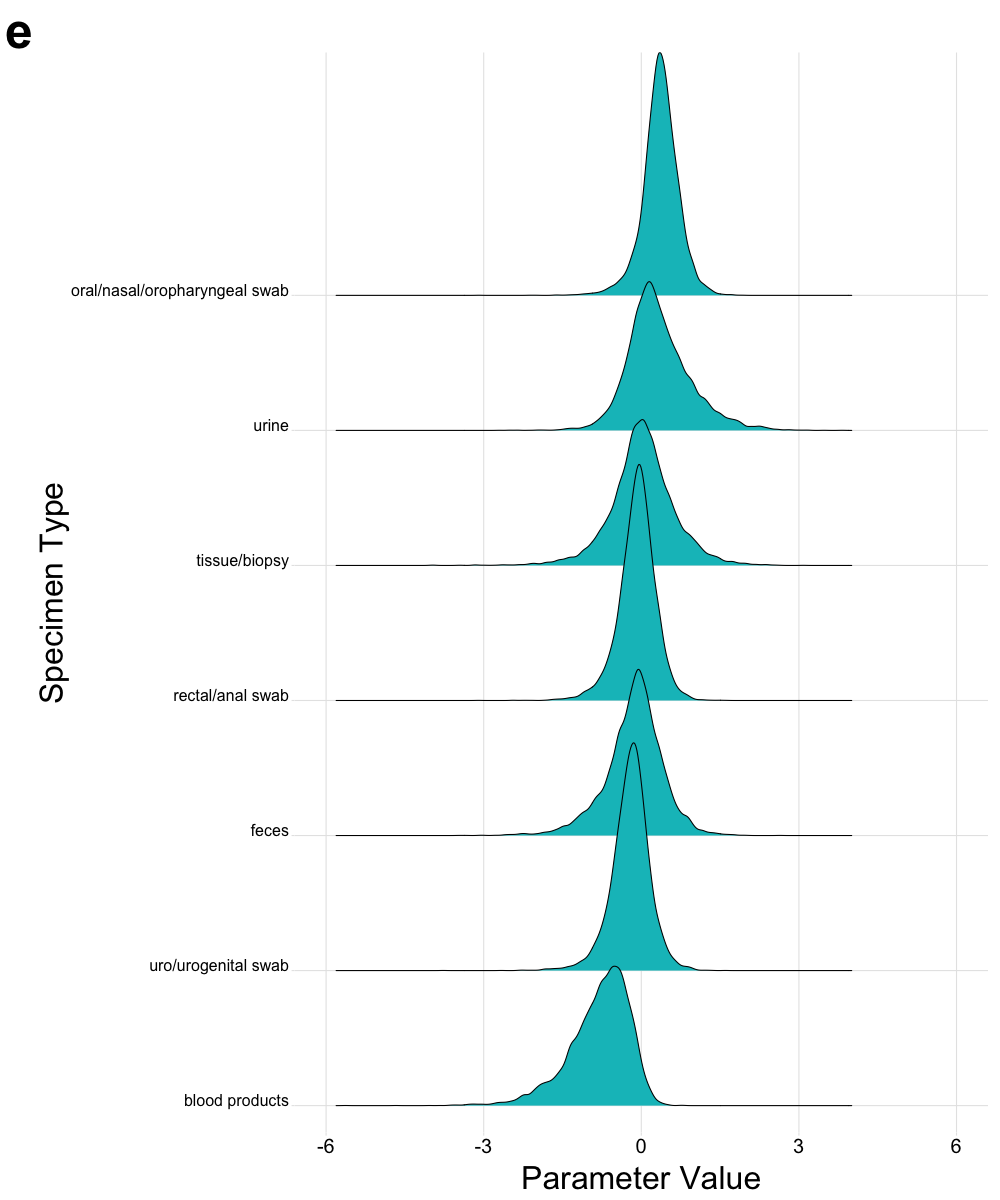 e
oral/nasal/oropharyngeal swab
urine
tissue/biopsy
rectal/anal swab
feces
uro/urogenital swab
blood products
Specimen Type
-6 -3 0 3 6
Parameter Value